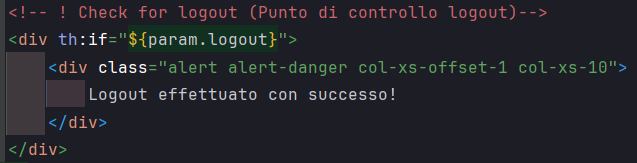 <!-- ! Check for logout (Punto di controllo logout)-->
<div th:if="${param.logout}">
    <div class="alert alert-danger col-xs-offset-1 col-xs-10">
        Logout effettuato con successo!
    </div>
</div>